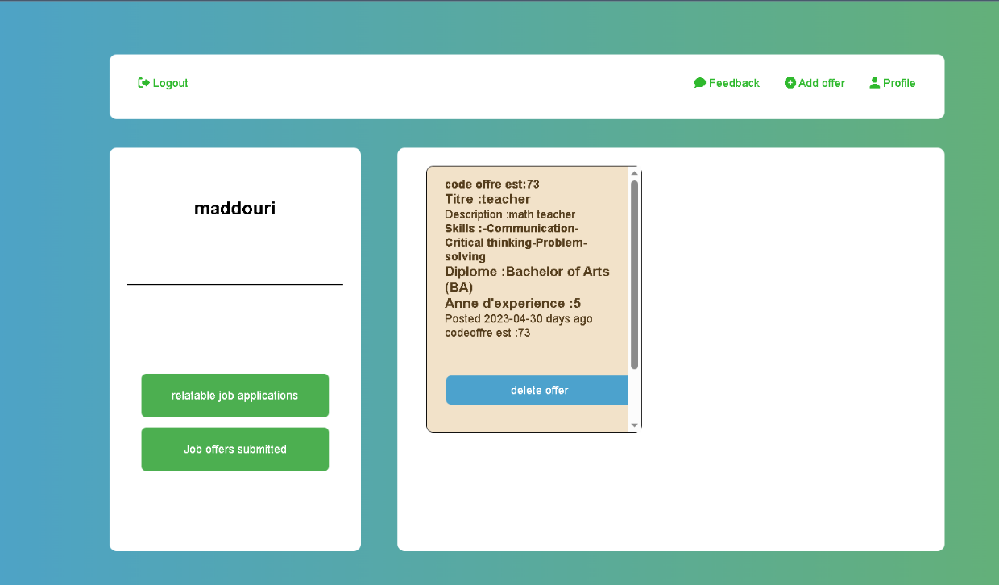 Logout
Feedback
Add offer
Profile
maddouri
relatable job applications
Job offers submitted
code offre est:73
Titre :teacher
Description :math teacher
Skills :-Communication-
Critical thinking-Problem-
solving
Diplome :Bachelor of Arts
(BA)
Anne d'experience :5
Posted 2023-04-30 days ago
codeoffre est :73
delete offer